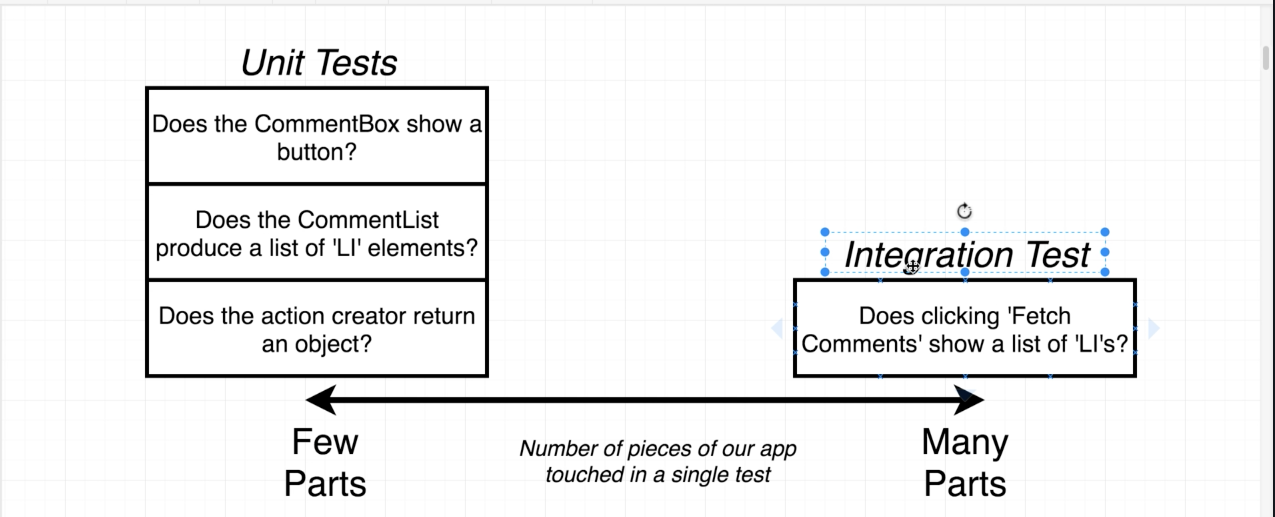 Unit Tests
Does the CommentBox show a
button?
Does the CommentList
produce a list of 'LI' elements?
Does the action creator return
an object?
Integration Test
Does clicking 'Fetch
Comments' show a list of 'LI's?
Few
Parts
Number of pieces of our app
touched in a single test
Many
Parts